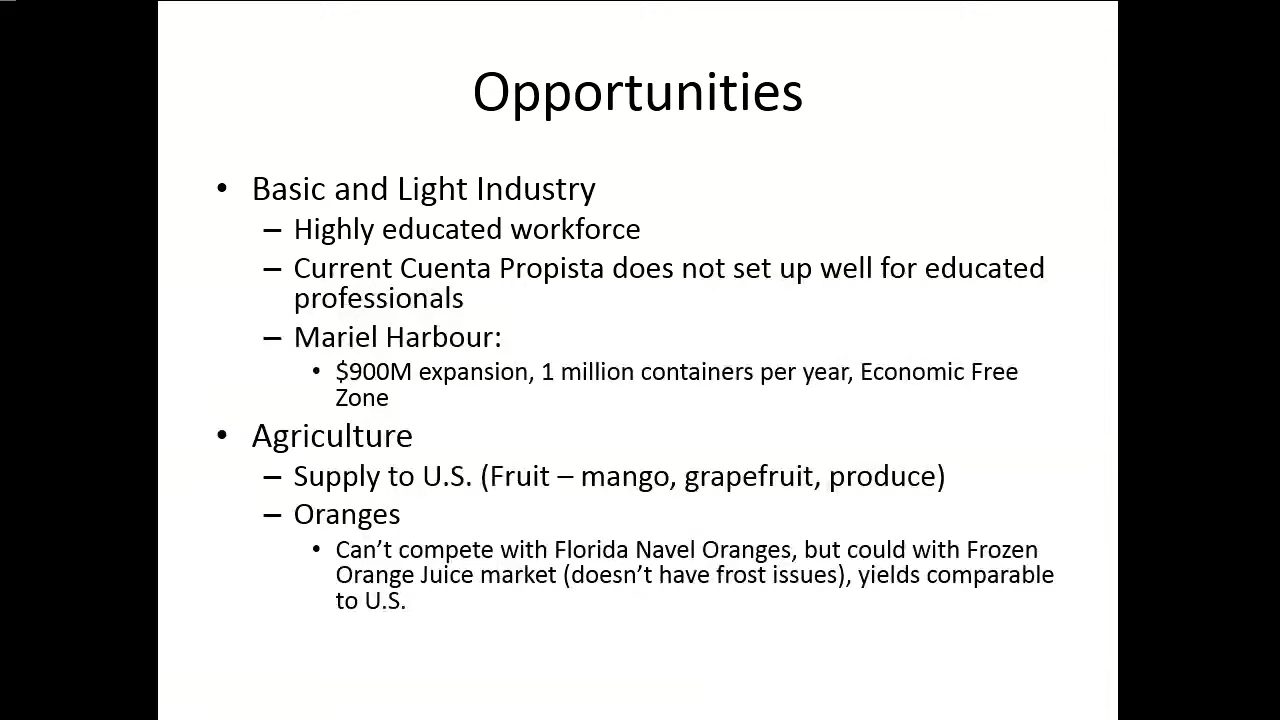 Opportunities
• Basic and Light Industry
– Highly educated workforce
– Current Cuenta Propista does not set up well for educated
professionals
– Mariel Harbour:
• $900M expansion, 1 million containers per year, Economic Free
Zone
• Agriculture
– Supply to U.S. (Fruit – mango, grapefruit, produce)
– Oranges
• Can’t compete with Florida Navel Oranges, but could with Frozen
Orange Juice market (doesn’t have frost issues), yields comparable
to U.S.